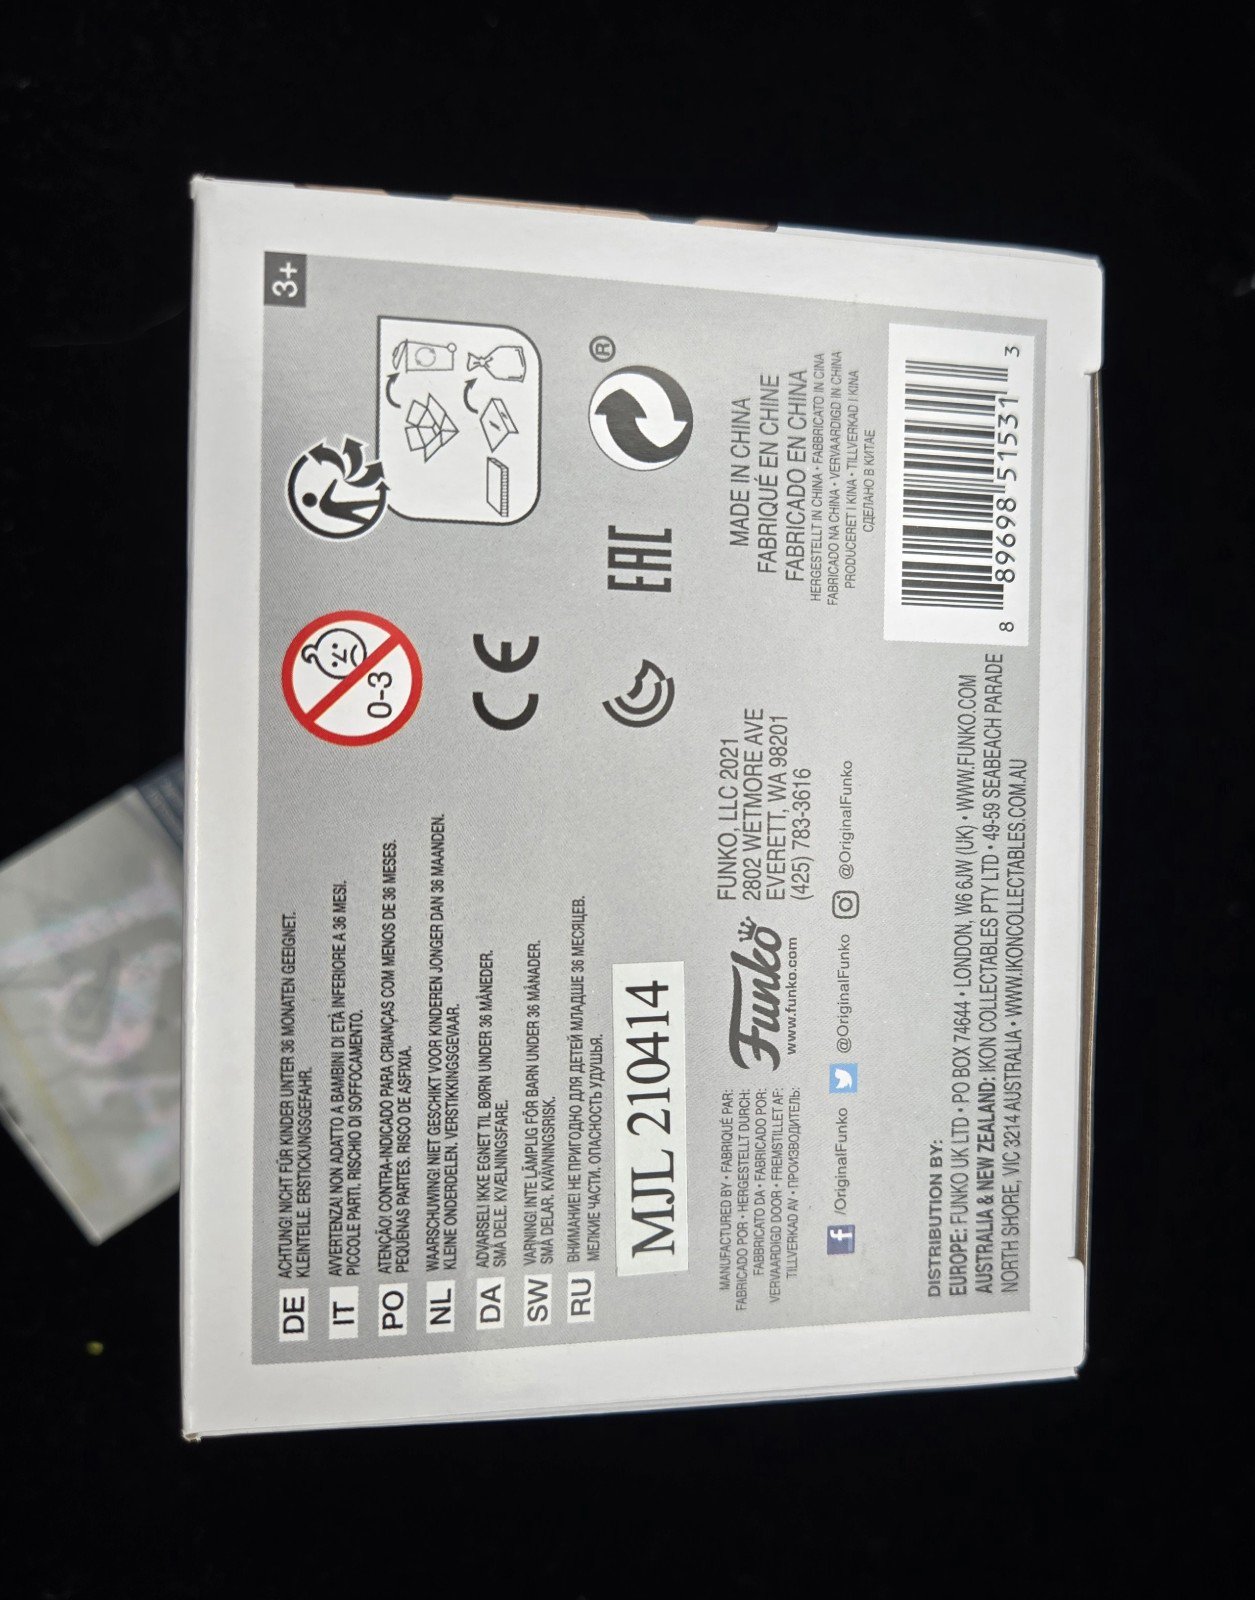 3+
DE ACHTUNG! NICHT FÜR KINDER UNTER 36 MONATEN GEEIGNET.
KLEINTEILE. ERSTICKUNGSGEFAHR.
IT AVVERTENZA! NON ADATTO A BAMBINI DI ETÀ INFERIORE A 36 MESI.
PICCOLE PARTI. RISCHIO DI SOFFOCAMENTO.
PO ATENÇÃO! CONTRA-INDICADO PARA CRIANÇAS COM MENOS DE 36 MESES.
PEQUENAS PARTES. RISCO DE ASFIXIA.
NL WAARSCHUWING! NIET GESCHIKT VOOR KINDEREN JONGER DAN 36 MAANDEN.
KLEINE ONDERDELEN. VERSTIKKINGSGEVAAR.
DA ADVARSEL! IKKE EGNET TIL BØRN UNDER 36 MÅNEDER.
SMÅ DELE. KVÆLNINGSFARE.
SW VARNING! INTE LÄMPLIG FÖR BARN UNDER 36 MÅNADER.
SMÅ DELAR. KVÄVNINGSRISK.
RU ВНИМАНИЕ! НЕ ПРИГОДНО ДЛЯ ДЕТЕЙ МЛАДШЕ 36 МЕСЯЦЕВ.
МЕЛКИЕ ЧАСТИ. ОПАСНОСТЬ УДУШЬЯ.
0-3
CE
EAC
®
MJL 210414
MANUFACTURED BY • FABRIQUÉ PAR:
FABRICADO POR • HERGESTELLT DURCH:
FABBRICATO DA • FABRICADO POR:
VERVAARDIGD DOOR • FREMSTILLET AF:
TILLVERKAD AV • ПРОИЗВОДИТЕЛЬ:
Funko
www.funko.com
FUNKO, LLC 2021
2802 WETMORE AVE
EVERETT, WA 98201
(425) 783-3616
f /OriginalFunko @OriginalFunko @OriginalFunko
MADE IN CHINA
FABRIQUÉ EN CHINE
FABRICADO EN CHINA
HERGESTELLT IN CHINA • FABBRICATO IN CINA
FABRICADO NA CHINA • VERVAARDIGD IN CHINA
PRODUCERET I KINA • TILLVERKAD I KINA
СДЕЛАНО В КИТАЕ
DISTRIBUTION BY:
EUROPE: FUNKO UK LTD • PO BOX 74644 • LONDON, W6 6JW (UK) • WWW.FUNKO.COM
AUSTRALIA & NEW ZEALAND: IKON COLLECTABLES PTY LTD • 49-59 SEABEACH PARADE
NORTH SHORE, VIC 3214 AUSTRALIA • WWW.IKONCOLLECTABLES.COM.AU
8 89698 51531 3